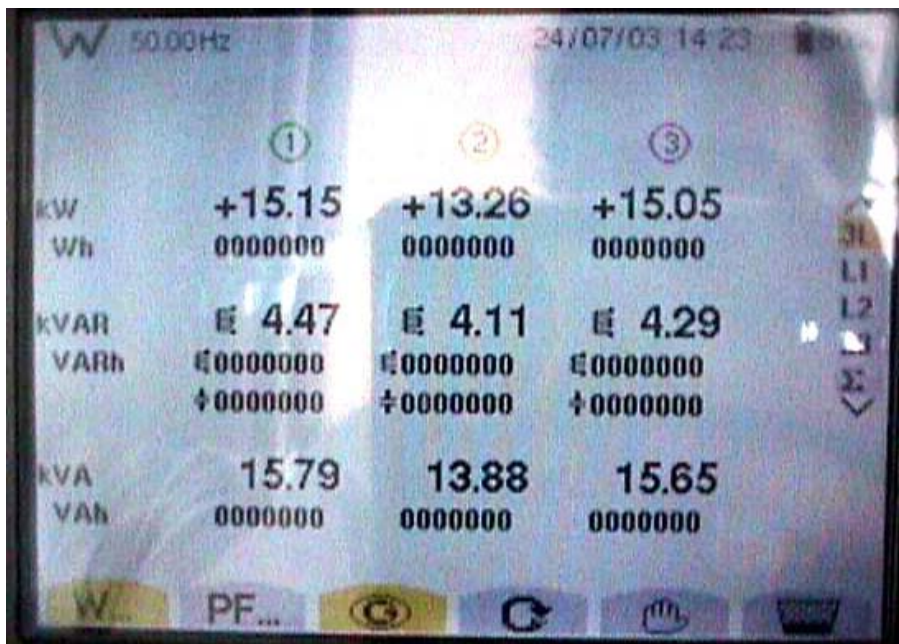 W 50.00Hz 24/07/03 14 23
1 2 3
kW +15.15 +13.26 +15.05
Wh 0000000 0000000 0000000
3L
L1
kVAR 4.47 4.11 4.29
L2
VARh 0000000 0000000 0000000
÷0000000 ÷0000000 ÷0000000
Σ
kVA 15.79 13.88 15.65
VAh 0000000 0000000 0000000
W... PF...